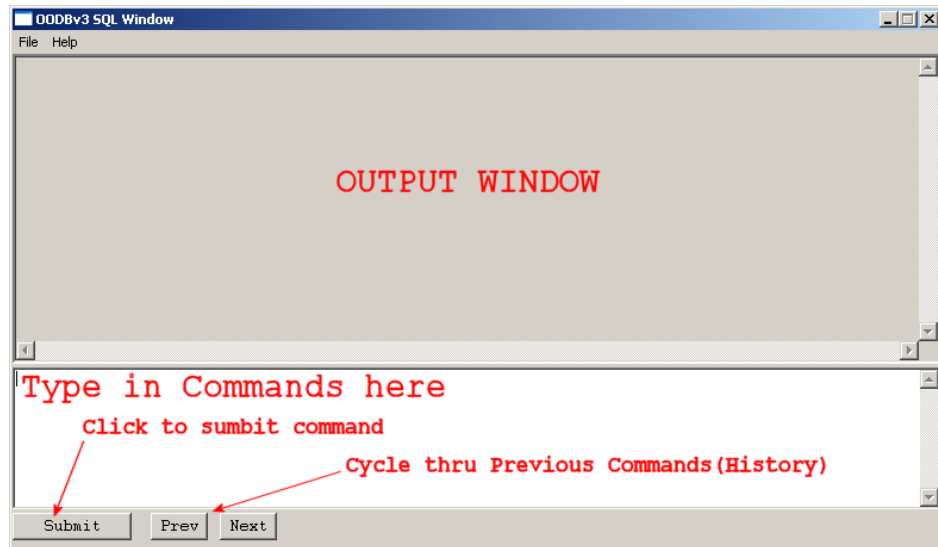 OODBv3 SQL Window
File Help
OUTPUT WINDOW
Type in Commands here
Click to sumbit command
Cycle thru Previous Commands(History)
Submit Prev Next